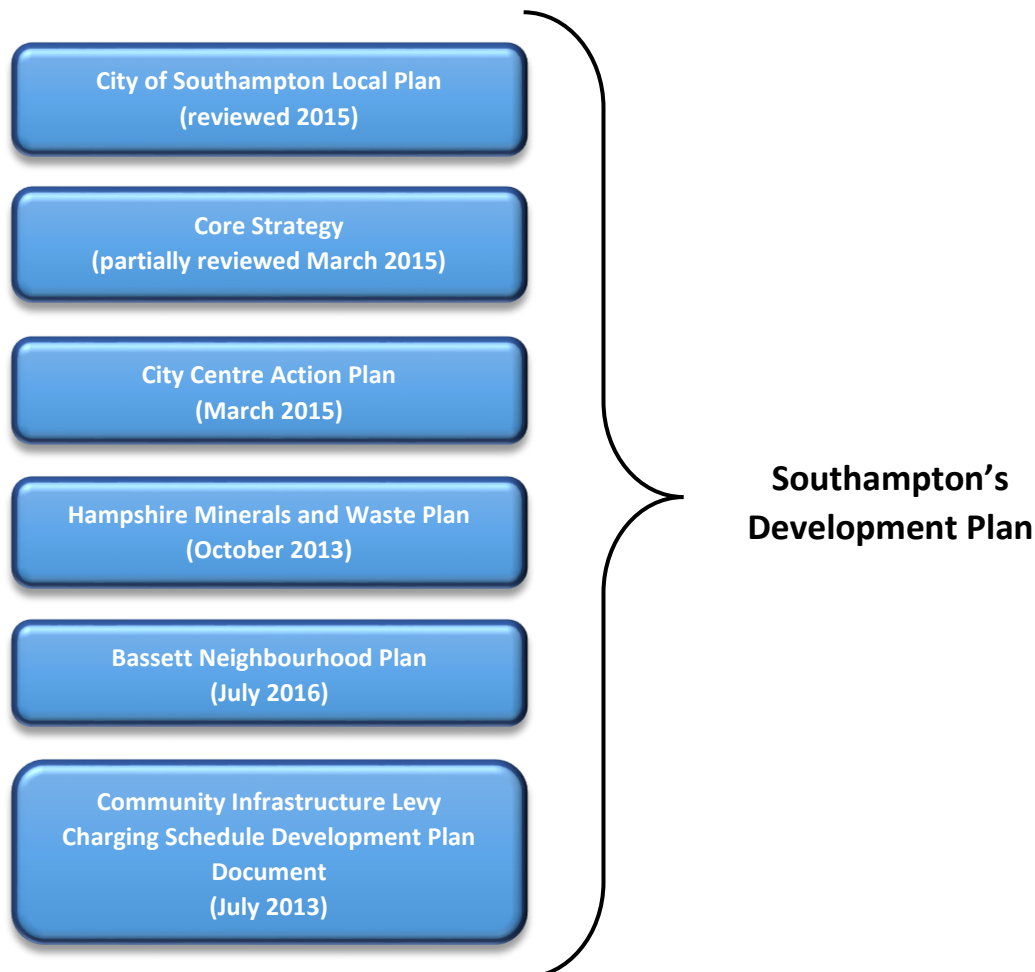 City of Southampton Local Plan
(reviewed 2015)
Core Strategy
(partially reviewed March 2015)
City Centre Action Plan
(March 2015)
Hampshire Minerals and Waste Plan
(October 2013)
Bassett Neighbourhood Plan
(July 2016)
Community Infrastructure Levy
Charging Schedule Development Plan
Document
(July 2013)
Southampton’s
Development Plan